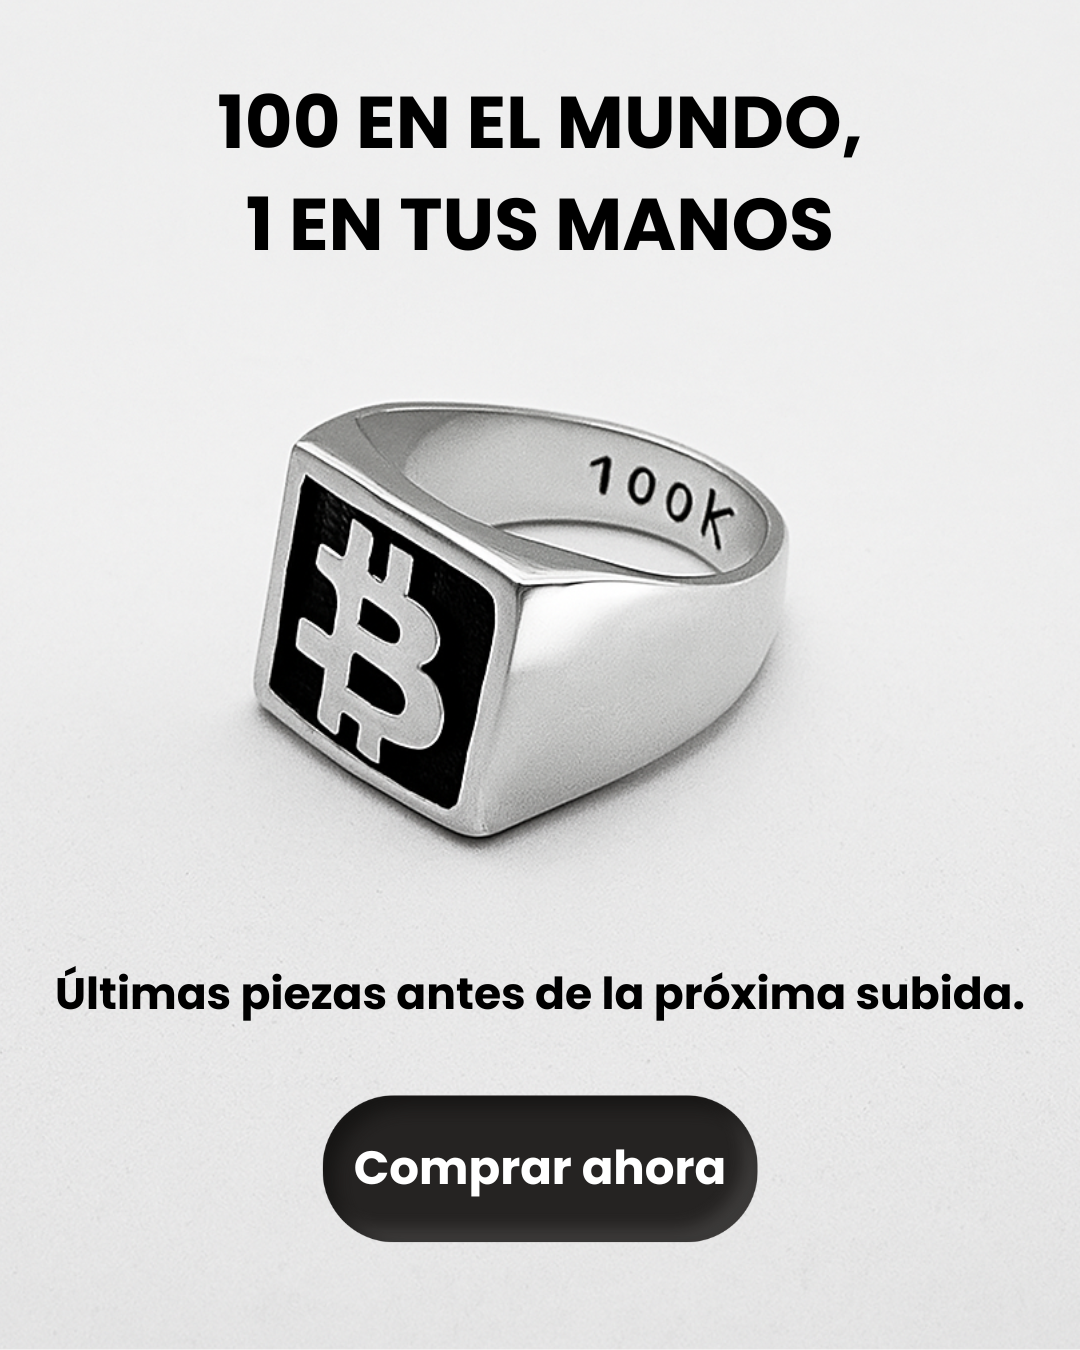 100 EN EL MUNDO,
1 EN TUS MANOS
100K
Últimas piezas antes de la próxima subida.
Comprar ahora